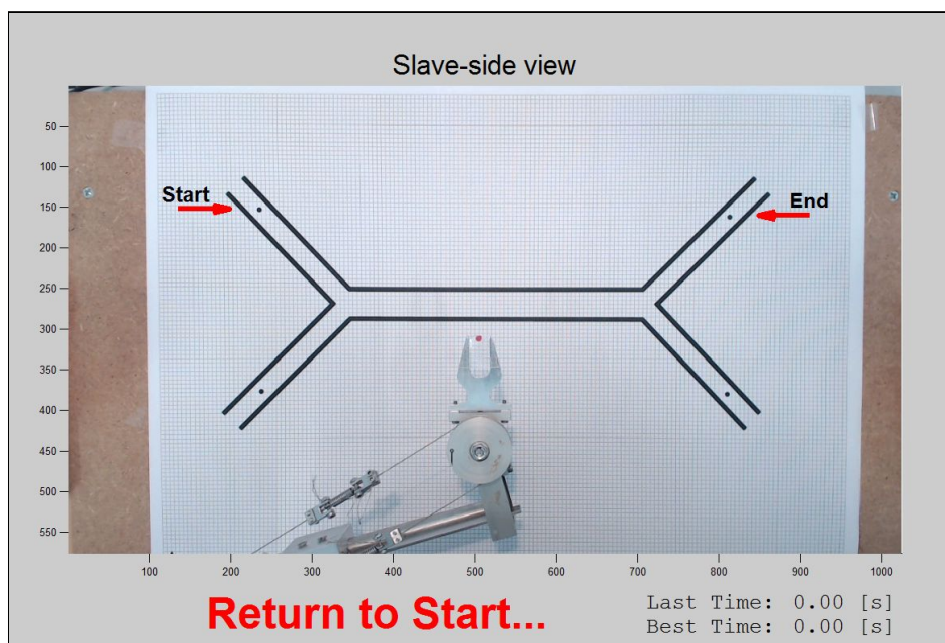 Slave-side view
50
100
150
200
250
300
350
400
450
500
550
Start
End
100 200 300 400 500 600 700 800 900 1000
Return to Start...
Last Time: 0.00 [s]
Best Time: 0.00 [s]